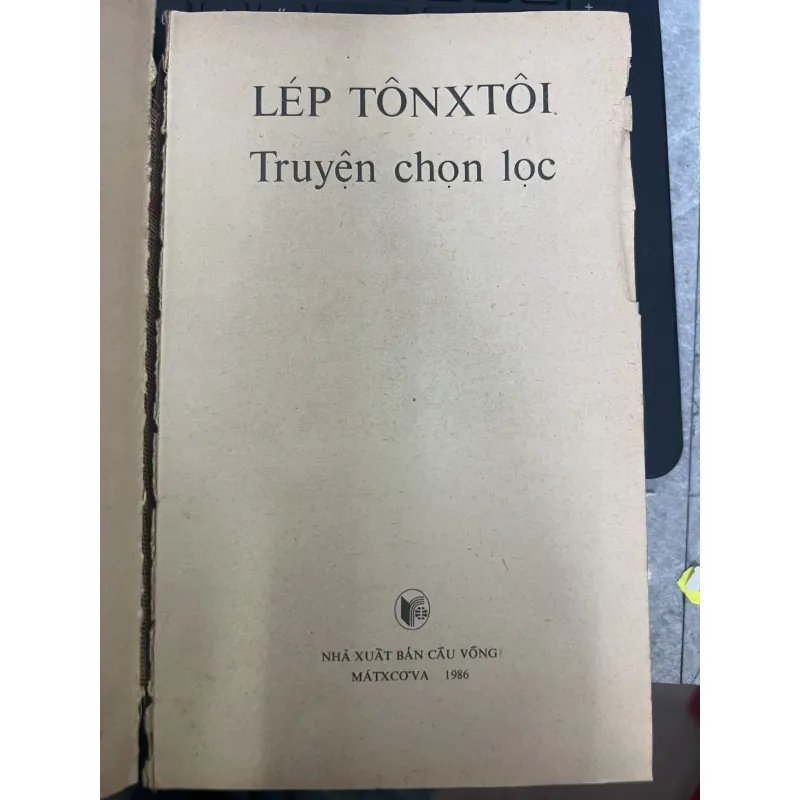 LÉP TÔNXTÔI
Truyện chọn lọc
NHÀ XUẤT BẢN CẦU VỒNG
MÁTXCƠVA 1986